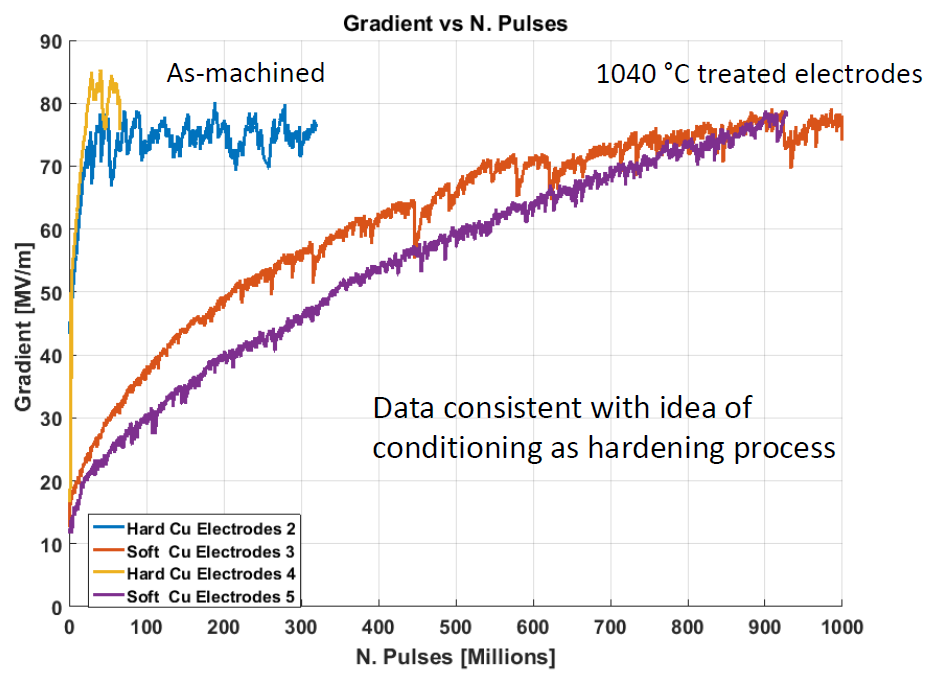 Gradient vs N. Pulses
As-machined
1040 °C treated electrodes
Data consistent with idea of
conditioning as hardening process
Gradient [MV/m]
90
80
70
60
50
40
30
20
10
0
Hard Cu Electrodes 2
Soft  Cu Electrodes 3
Hard Cu Electrodes 4
Soft  Cu Electrodes 5
0 100 200 300 400 500 600 700 800 900 1000
N. Pulses [Millions]